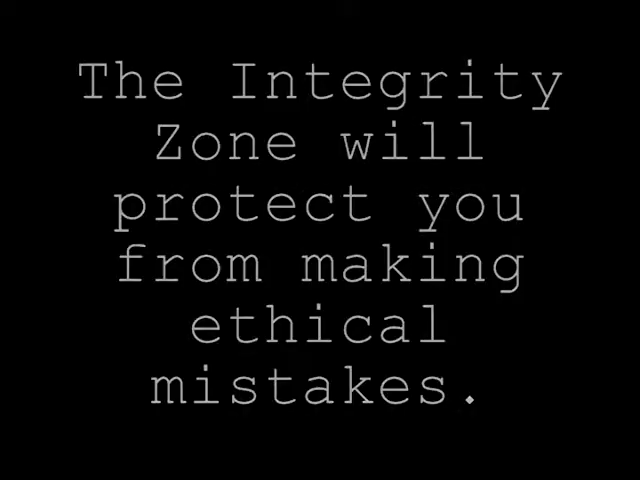 The Integrity
Zone will
protect you
from making
ethical
mistakes.